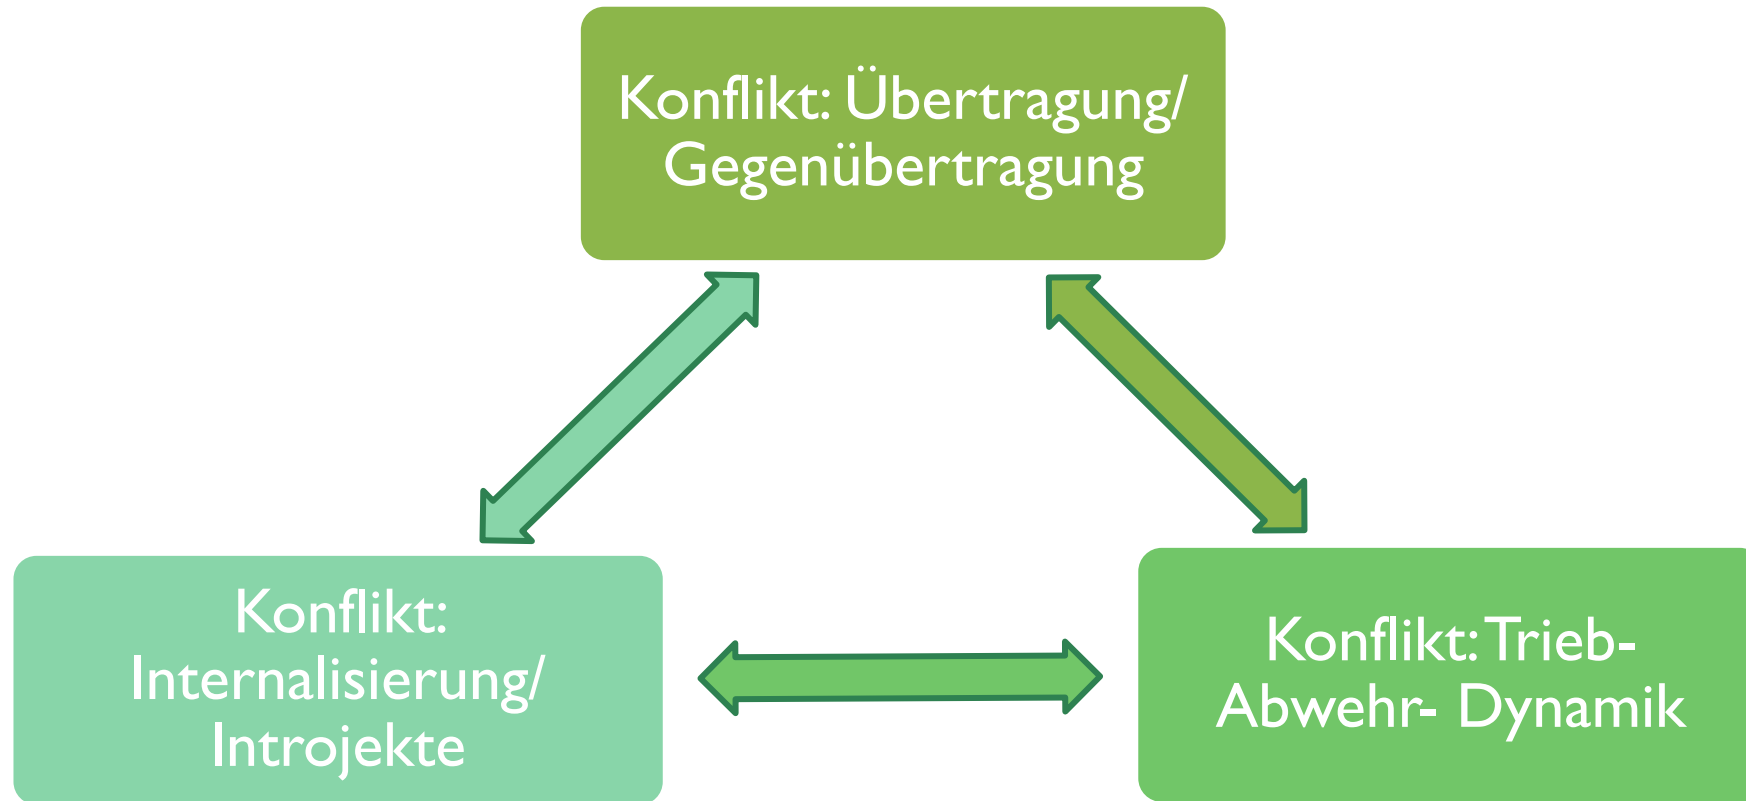 Konflikt: Übertragung/
Gegenübertragung
Konflikt:
Internalisierung/
Introjekte
Konflikt: Trieb-
Abwehr- Dynamik